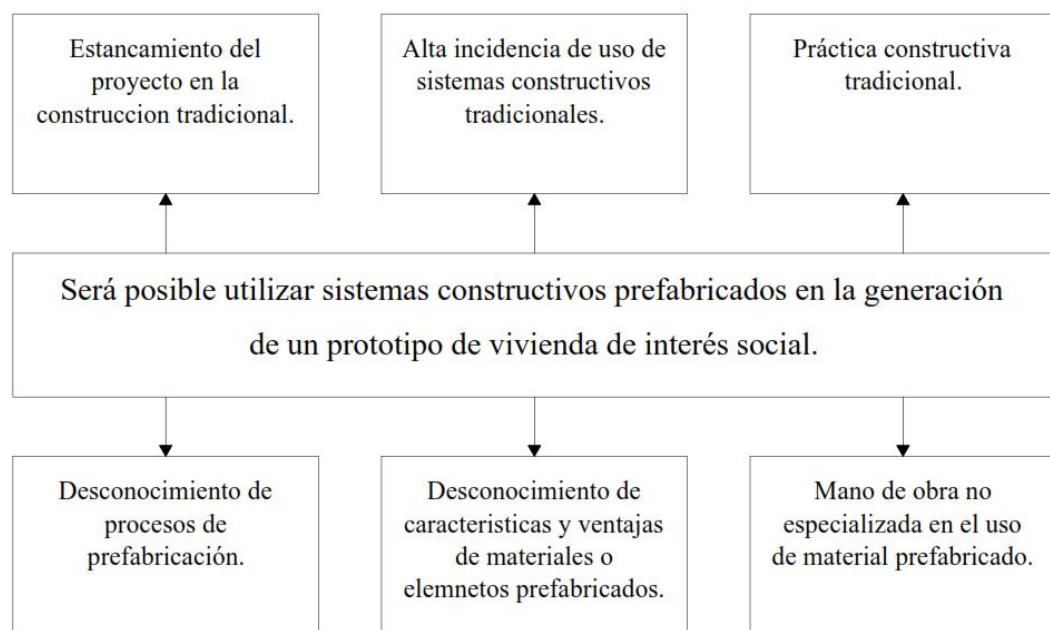 Estancamiento del
proyecto en la
construccion tradicional.
Alta incidencia de uso de
sistemas constructivos
tradicionales.
Práctica constructiva
tradicional.
Será posible utilizar sistemas constructivos prefabricados en la generación
de un prototipo de vivienda de interés social.
Desconocimiento de
procesos de
prefabricación.
Desconocimiento de
caracteristicas y ventajas
de materiales o
elemnetos prefabricados.
Mano de obra no
especializada en el uso
de material prefabricado.